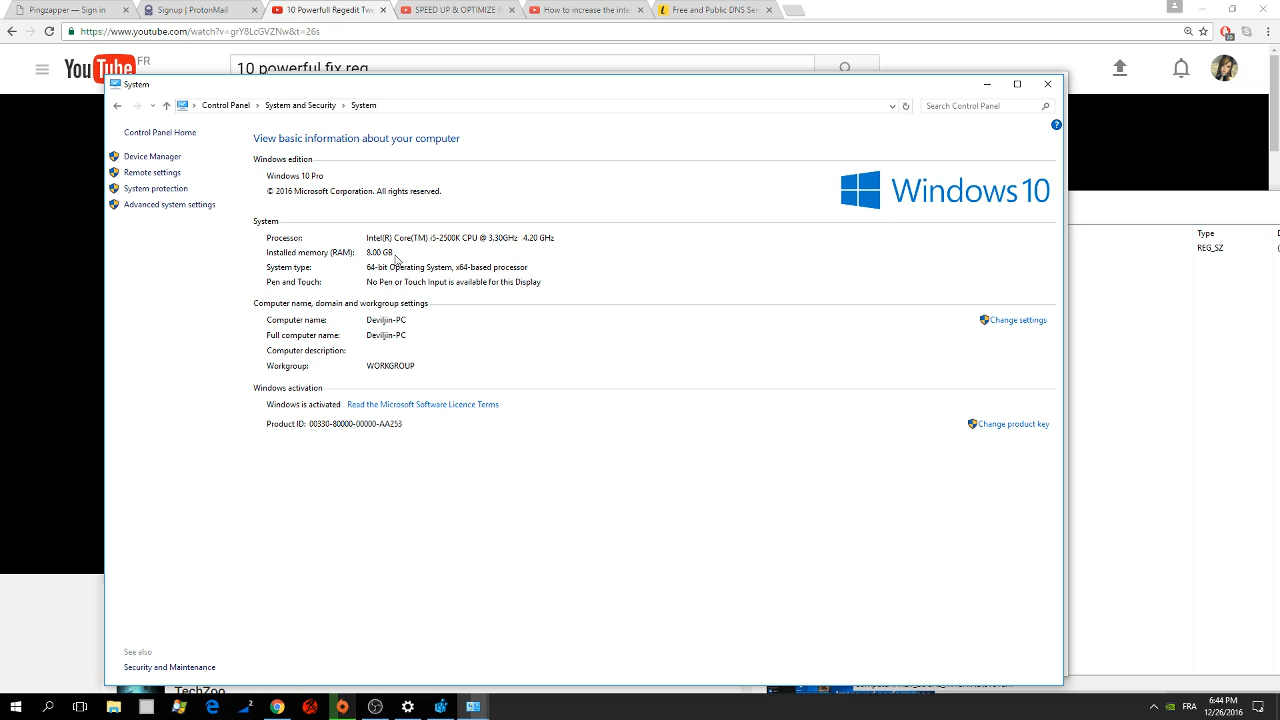 Pingzapper — Sign in
Signup | ProtonMail
10 Powerful Regedit Twe
SPEED UP & OPTIMIZE I
How to increase the inte
Free and Public DNS Ser
https://www.youtube.com/watch?v=grY8LcGVZNw&t=26s
YouTube FR
10 powerful fix reg
System
Control Panel > System and Security > System
Search Control Panel
Control Panel Home
Device Manager
Remote settings
System protection
Advanced system settings
View basic information about your computer
Windows edition
Windows 10 Pro
© 2016 Microsoft Corporation. All rights reserved.
Windows 10
System
Processor: Intel(R) Core(TM) i5-2500K CPU @ 3.30GHz 4.20 GHz
Installed memory (RAM): 8.00 GB
System type: 64-bit Operating System, x64-based processor
Pen and Touch: No Pen or Touch Input is available for this Display
Computer name, domain and workgroup settings
Computer name: Deviljin-PC
Change settings
Full computer name: Deviljin-PC
Computer description:
Workgroup: WORKGROUP
Windows activation
Windows is activated Read the Microsoft Software Licence Terms
Product ID: 00330-80000-00000-AA253
Change product key
Type
REG_SZ
See also
Security and Maintenance
TechZoo
6:44 PM
12/26/2016